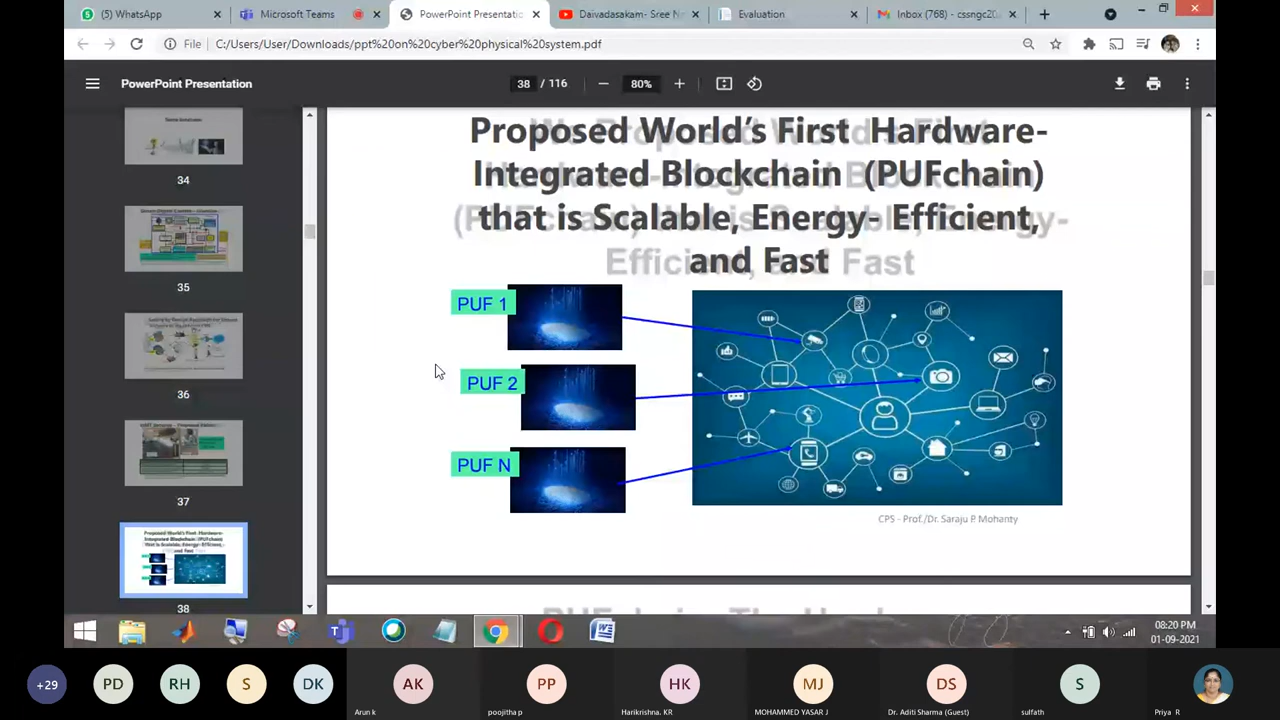 (5) WhatsApp
Microsoft Teams
PowerPoint Presentatio
Daivadasakam- Sree N
Evaluation
Inbox (768) - cssngc20
File
C:/Users/User/Downloads/ppt%20on%20cyber%20physical%20system.pdf
PowerPoint Presentation
38 / 116
80%
34
35
36
37
38
Proposed World's First Hardware-
Integrated Blockchain (PUFchain)
that is Scalable, Energy- Efficient,
and Fast
PUF 1
PUF 2
PUF N
CPS - Prof./Dr. Saraju P. Mohanty
08:20 PM
01-09-2021
+29
PD
RH
S
DK
AK
PP
HK
MJ
DS
S
Arun k
poojitha p
Harikrishna. KR
MOHAMMED YASAR J
Dr. Aditi Sharma (Guest)
sulfath
Priya R